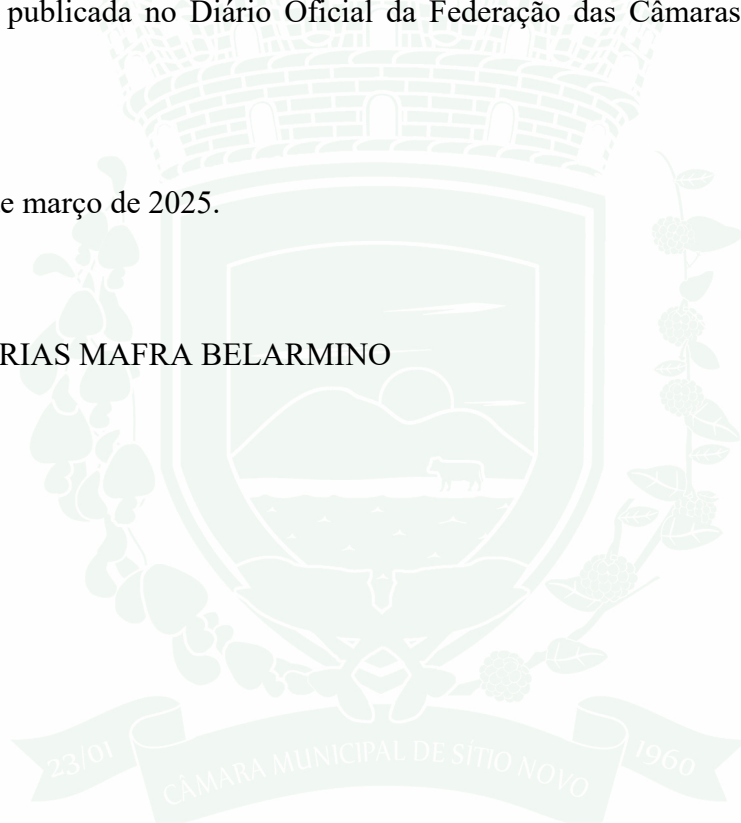 publicada no Diário Oficial da Federação das Câmaras
e março de 2025.
RIAS MAFRA BELARMINO
23/01 CÂMARA MUNICIPAL DE SÍTIO NOVO 1960